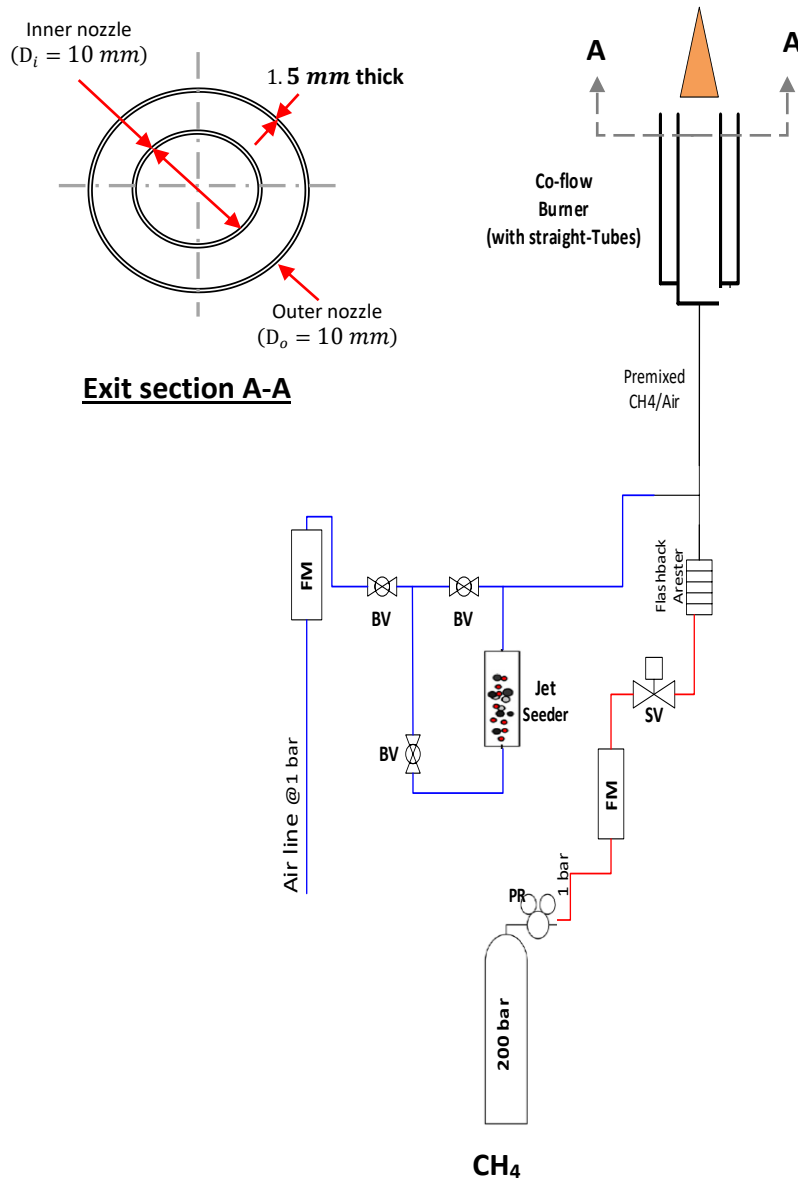 Inner nozzle
(Dᵢ = 10 mm)
1.5 mm thick
Outer nozzle
(Dₒ = 10 mm)
Exit section A-A
A
A
Co-flow
Burner
(with straight-Tubes)
Premixed
CH4/Air
FM
BV
BV
Flashback
Arester
Jet
Seeder
BV
SV
FM
Air line @1 bar
1 bar
PR
200 bar
CH₄